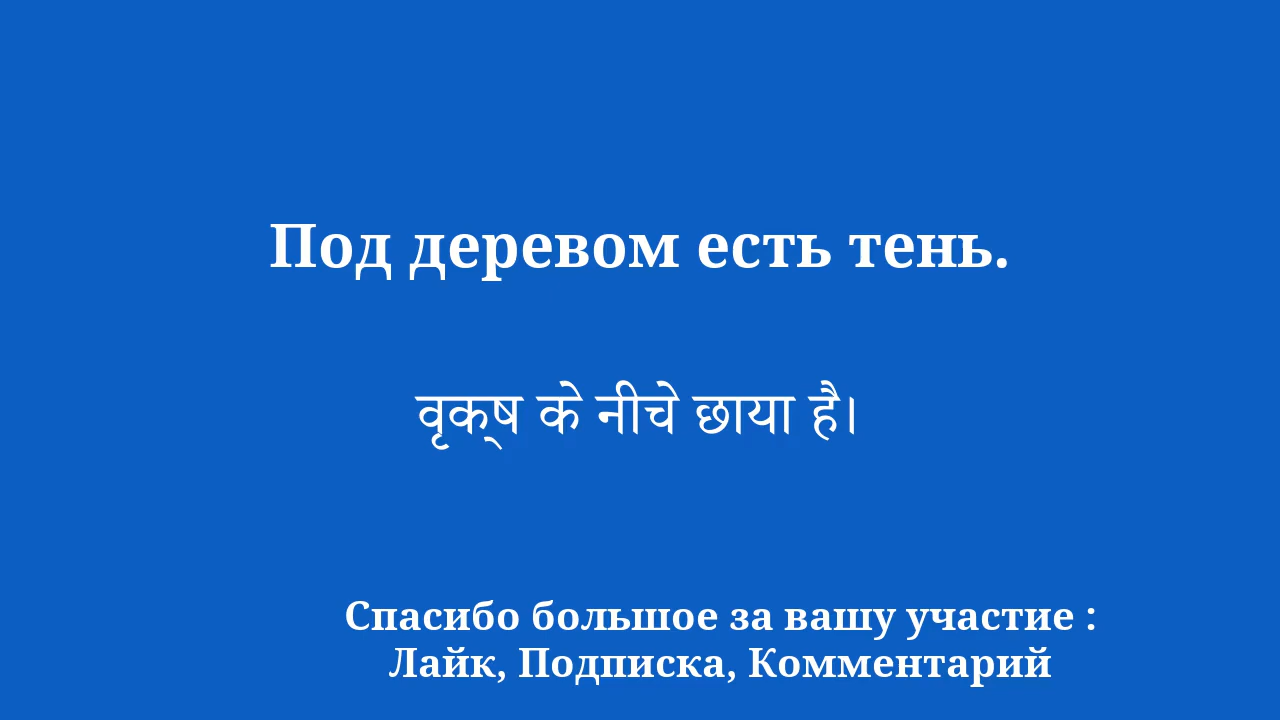 Под деревом есть тень.
वृक्ष के नीचे छाया है।
Спасибо большое за вашу участие :
Лайк, Подписка, Комментарий